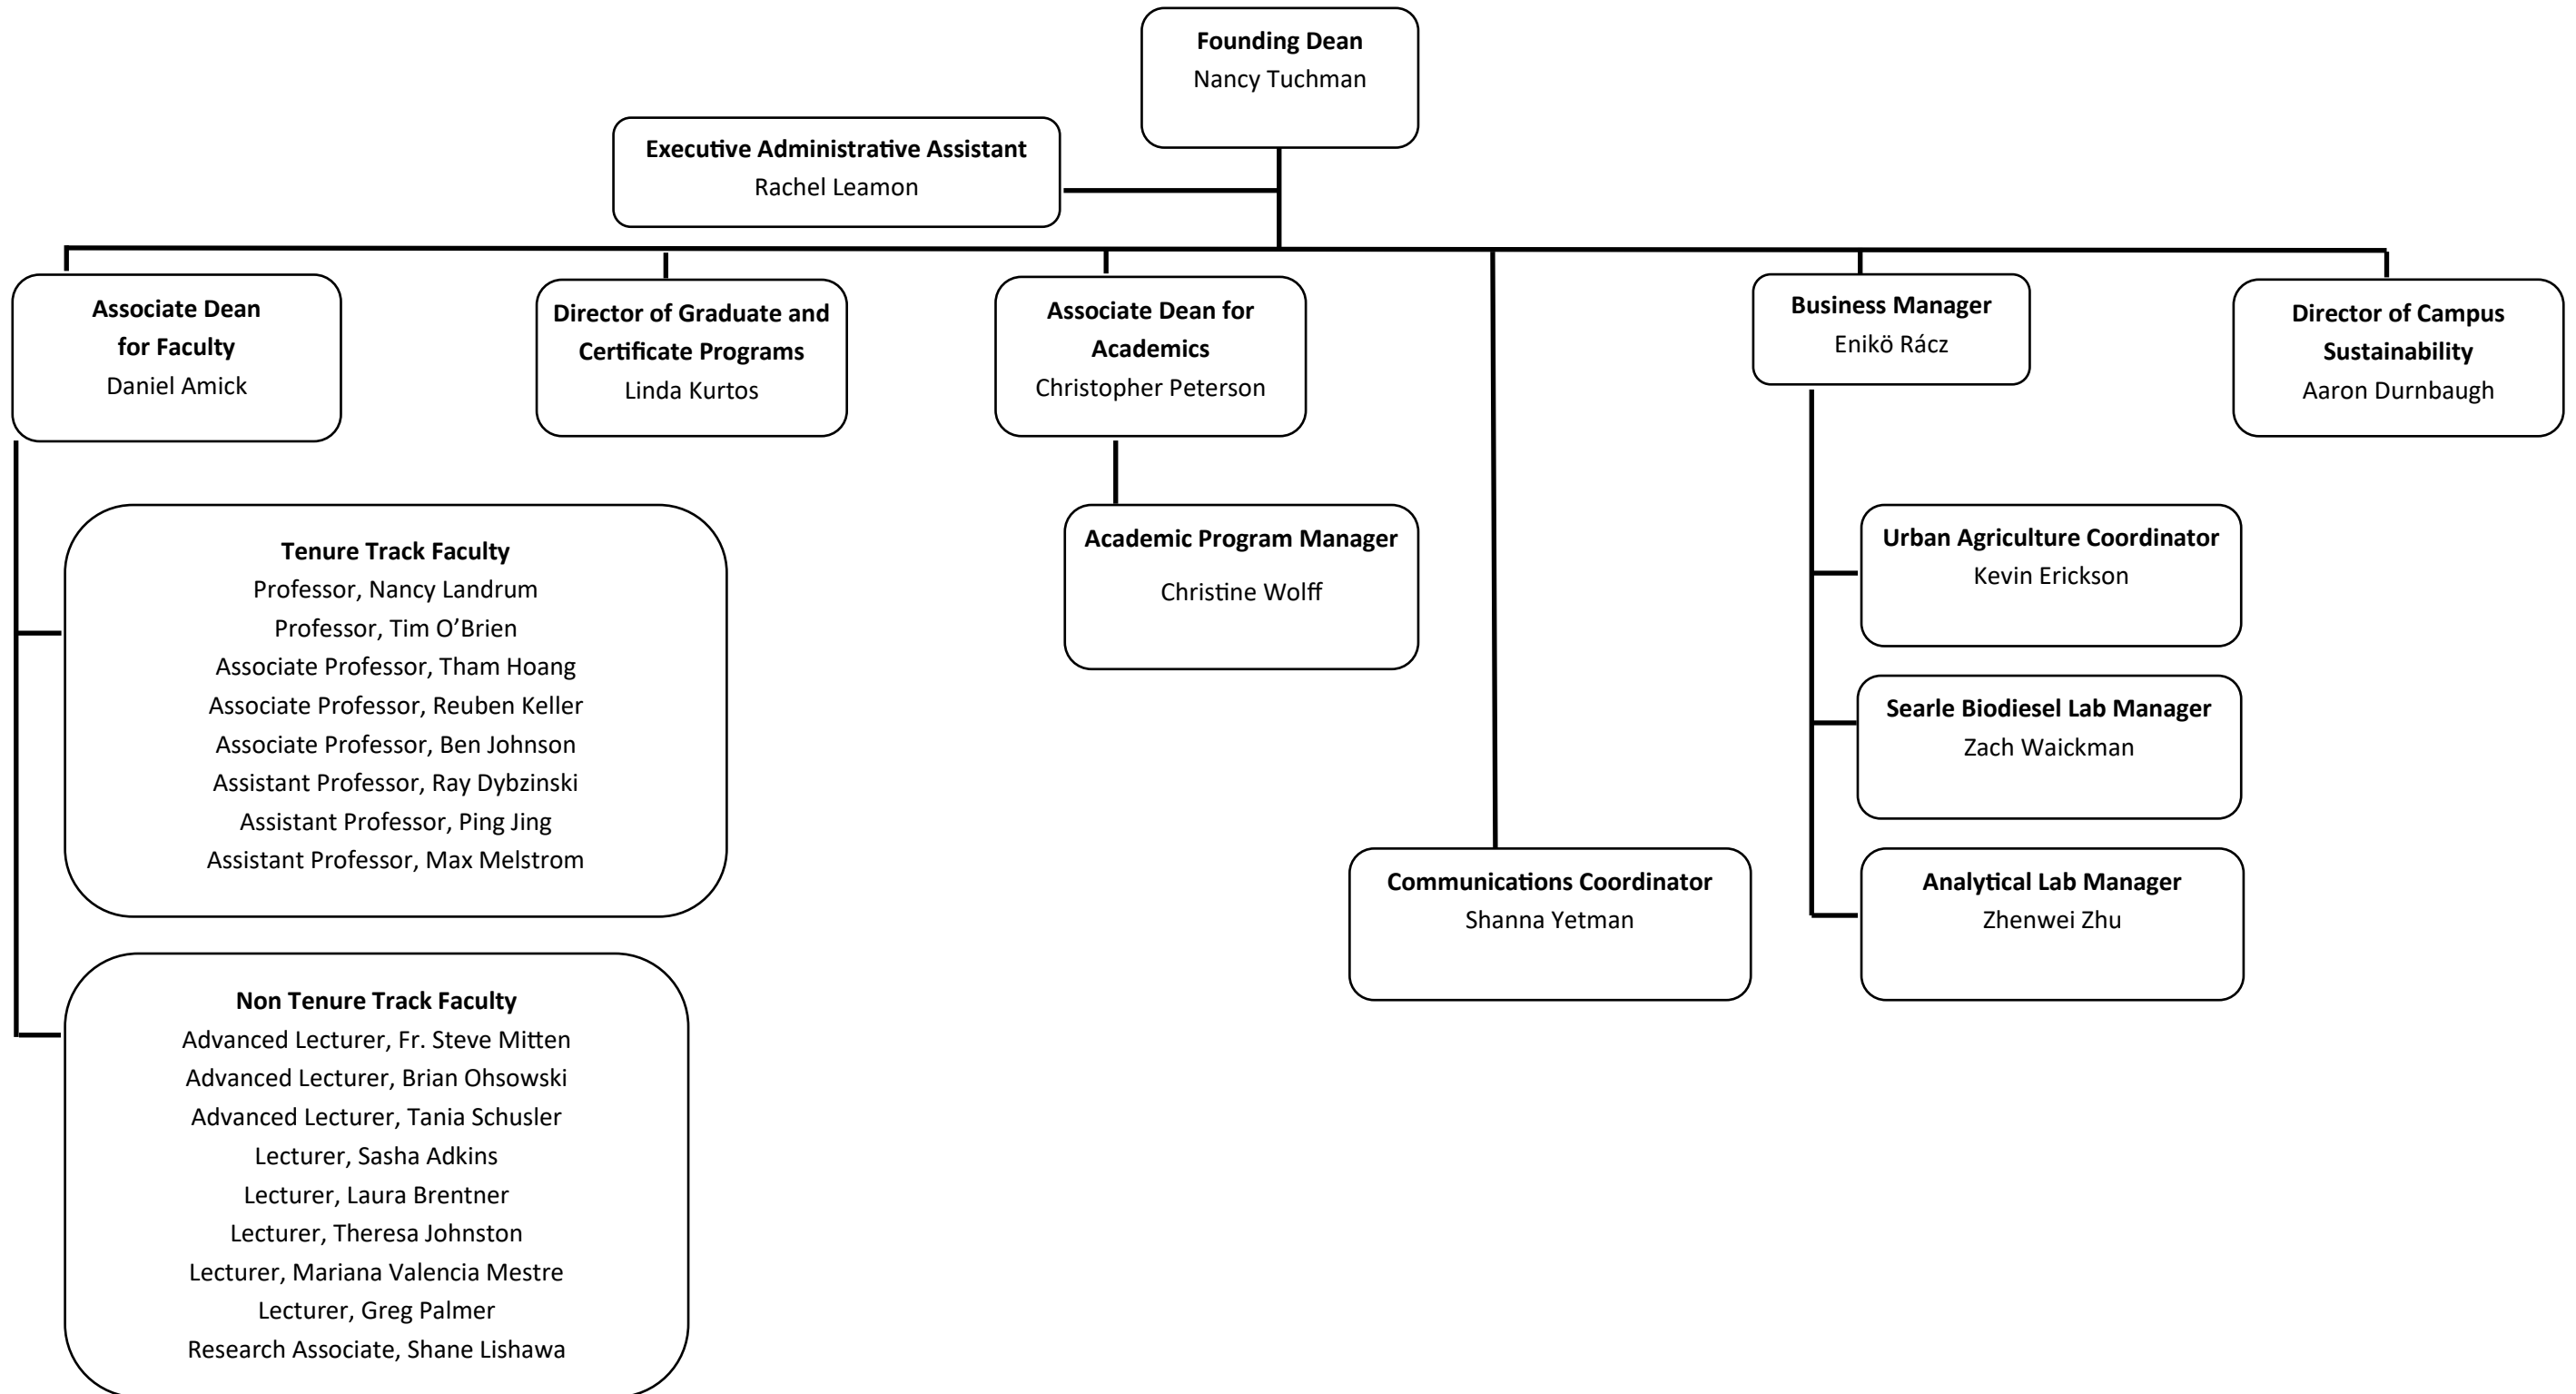 Founding Dean
Nancy Tuchman
Executive Administrative Assistant
Rachel Leamon
Associate Dean
for Faculty
Daniel Amick
Director of Graduate and
Certificate Programs
Linda Kurtos
Associate Dean for
Academics
Christopher Peterson
Business Manager
Enikö Rácz
Director of Campus
Sustainability
Aaron Durnbaugh
Tenure Track Faculty
Professor, Nancy Landrum
Professor, Tim O’Brien
Associate Professor, Tham Hoang
Associate Professor, Reuben Keller
Associate Professor, Ben Johnson
Assistant Professor, Ray Dybzinski
Assistant Professor, Ping Jing
Assistant Professor, Max Melstrom
Academic Program Manager
Christine Wolff
Urban Agriculture Coordinator
Kevin Erickson
Searle Biodiesel Lab Manager
Zach Waickman
Communications Coordinator
Shanna Yetman
Analytical Lab Manager
Zhenwei Zhu
Non Tenure Track Faculty
Advanced Lecturer, Fr. Steve Mitten
Advanced Lecturer, Brian Ohsowski
Advanced Lecturer, Tania Schusler
Lecturer, Sasha Adkins
Lecturer, Laura Brentner
Lecturer, Theresa Johnston
Lecturer, Mariana Valencia Mestre
Lecturer, Greg Palmer
Research Associate, Shane Lishawa